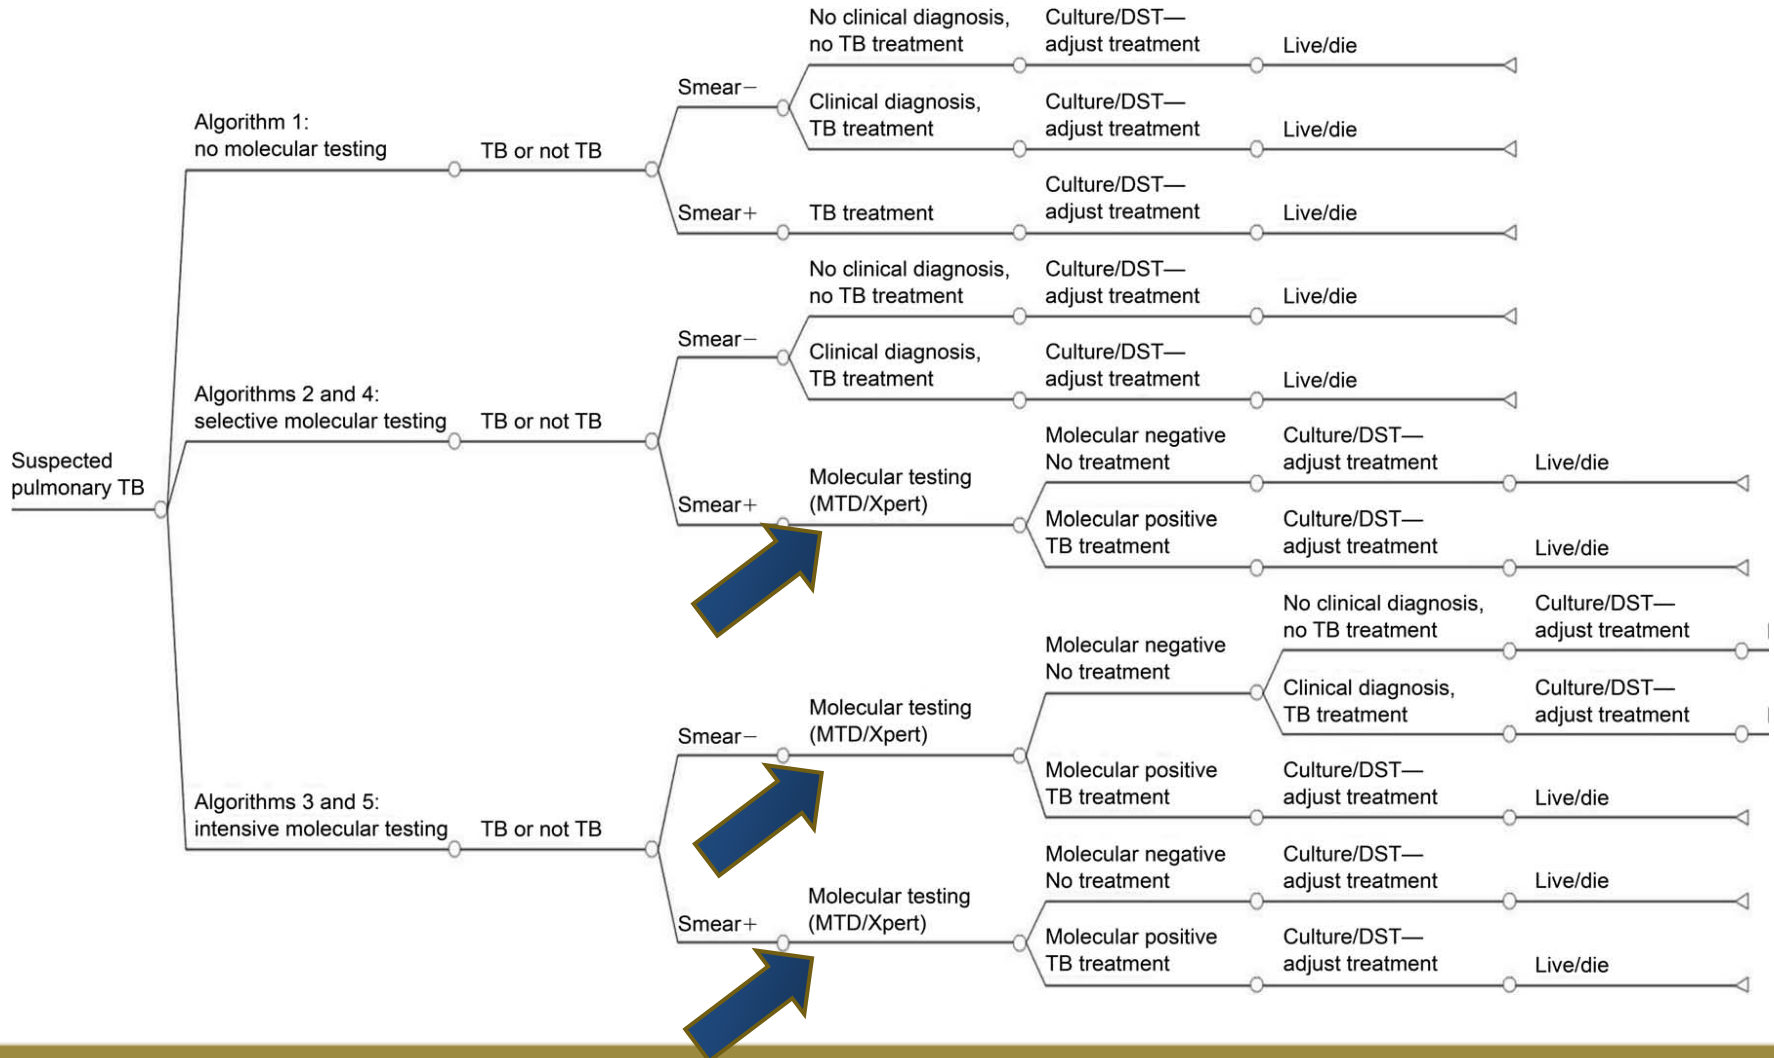 Suspected
pulmonary TB
Algorithm 1:
no molecular testing
TB or not TB
Smear−
No clinical diagnosis,
no TB treatment
Culture/DST—
adjust treatment
Live/die
Clinical diagnosis,
TB treatment
Culture/DST—
adjust treatment
Live/die
Smear+
TB treatment
Culture/DST—
adjust treatment
Live/die
Algorithms 2 and 4:
selective molecular testing
TB or not TB
Smear−
No clinical diagnosis,
no TB treatment
Culture/DST—
adjust treatment
Live/die
Clinical diagnosis,
TB treatment
Culture/DST—
adjust treatment
Live/die
Smear+
Molecular testing
(MTD/Xpert)
Molecular negative
No treatment
Culture/DST—
adjust treatment
Live/die
Molecular positive
TB treatment
Culture/DST—
adjust treatment
Live/die
Algorithms 3 and 5:
intensive molecular testing
TB or not TB
Smear−
Molecular testing
(MTD/Xpert)
Molecular negative
No treatment
No clinical diagnosis,
no TB treatment
Culture/DST—
adjust treatment
Clinical diagnosis,
TB treatment
Culture/DST—
adjust treatment
Molecular positive
TB treatment
Culture/DST—
adjust treatment
Live/die
Smear+
Molecular testing
(MTD/Xpert)
Molecular negative
No treatment
Culture/DST—
adjust treatment
Live/die
Molecular positive
TB treatment
Culture/DST—
adjust treatment
Live/die